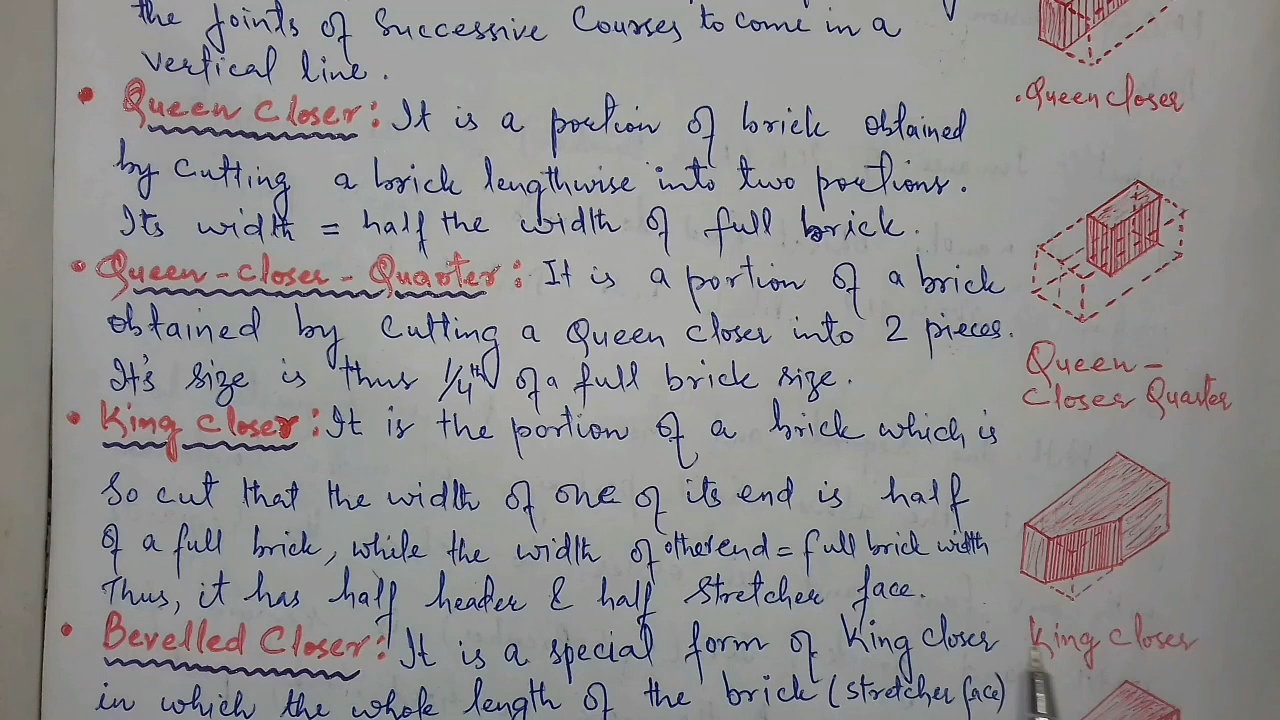 the joints of Successive Courses to come in a
vertical line.
• Queen Closer: It is a portion of brick obtained
by Cutting a brick lengthwise into two portions.
Its width = half the width of full brick.
• Queen-closer-Quarter: It is a portion of a brick
obtained by Cutting a Queen Closer into 2 pieces.
It's size is thus 1/4th of a full brick size.
• King Closer: It is the portion of a brick which is
So cut that the width of one of its end is half
of a full brick, while the width of other end = full brick width
Thus, it has half header & half Stretcher face.
• Bevelled Closer: It is a special form of King Closer
in which the whole length of the brick (stretcher face)
Queen closer
Queen-
Closer Quarter
King Closer